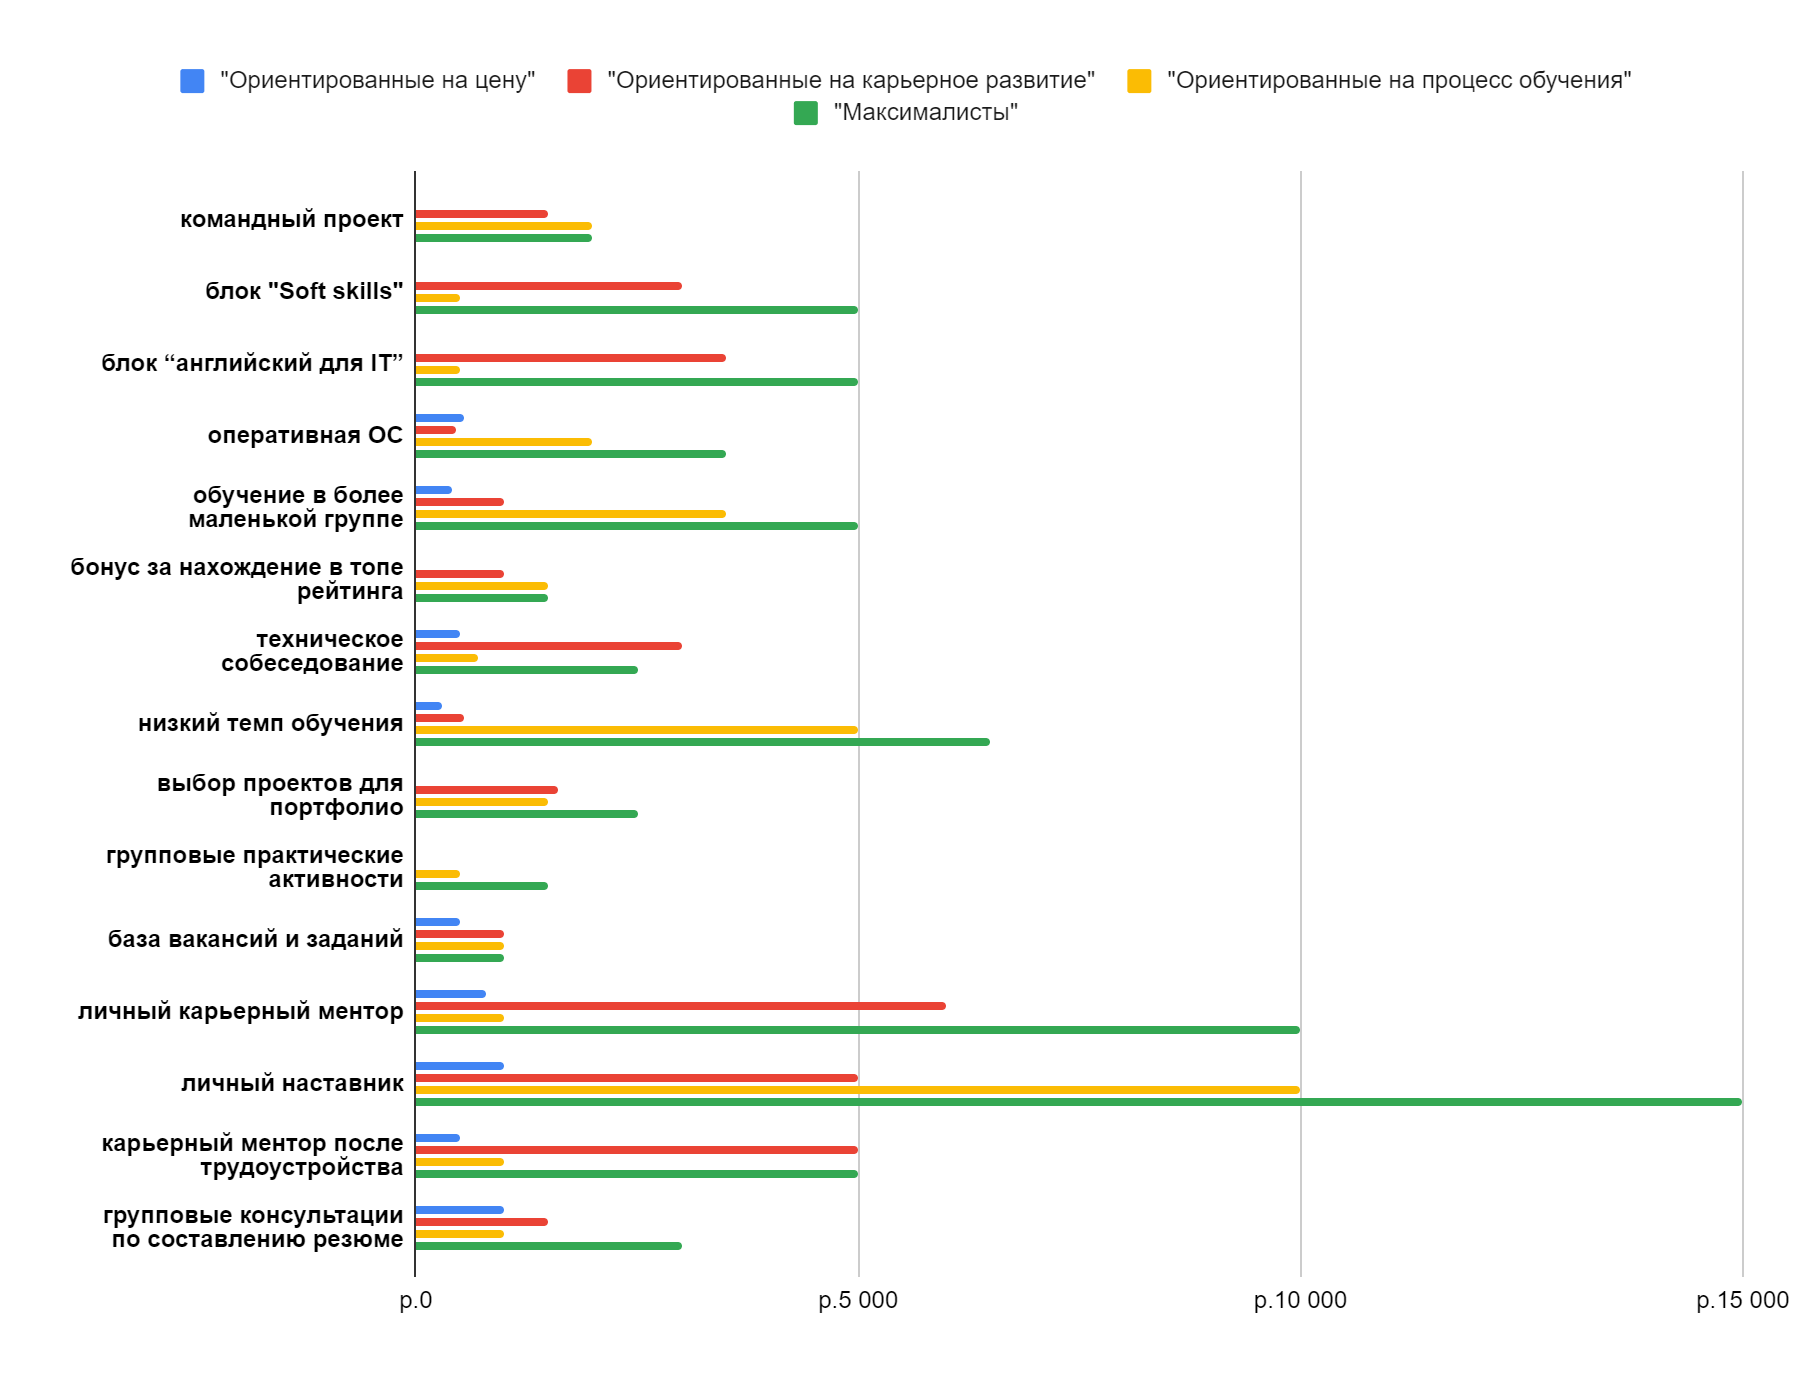 "Ориентированные на цену" "Ориентированные на карьерное развитие" "Ориентированные на процесс обучения"
"Максималисты"
командный проект
блок "Soft skills"
блок “английский для IT”
оперативная ОС
обучение в более
маленькой группе
бонус за нахождение в топе
рейтинга
техническое
собеседование
низкий темп обучения
выбор проектов для
портфолио
групповые практические
активности
база вакансий и заданий
личный карьерный ментор
личный наставник
карьерный ментор после
трудоустройства
групповые консультации
по составлению резюме
р.0 р.5 000 р.10 000 р.15 000